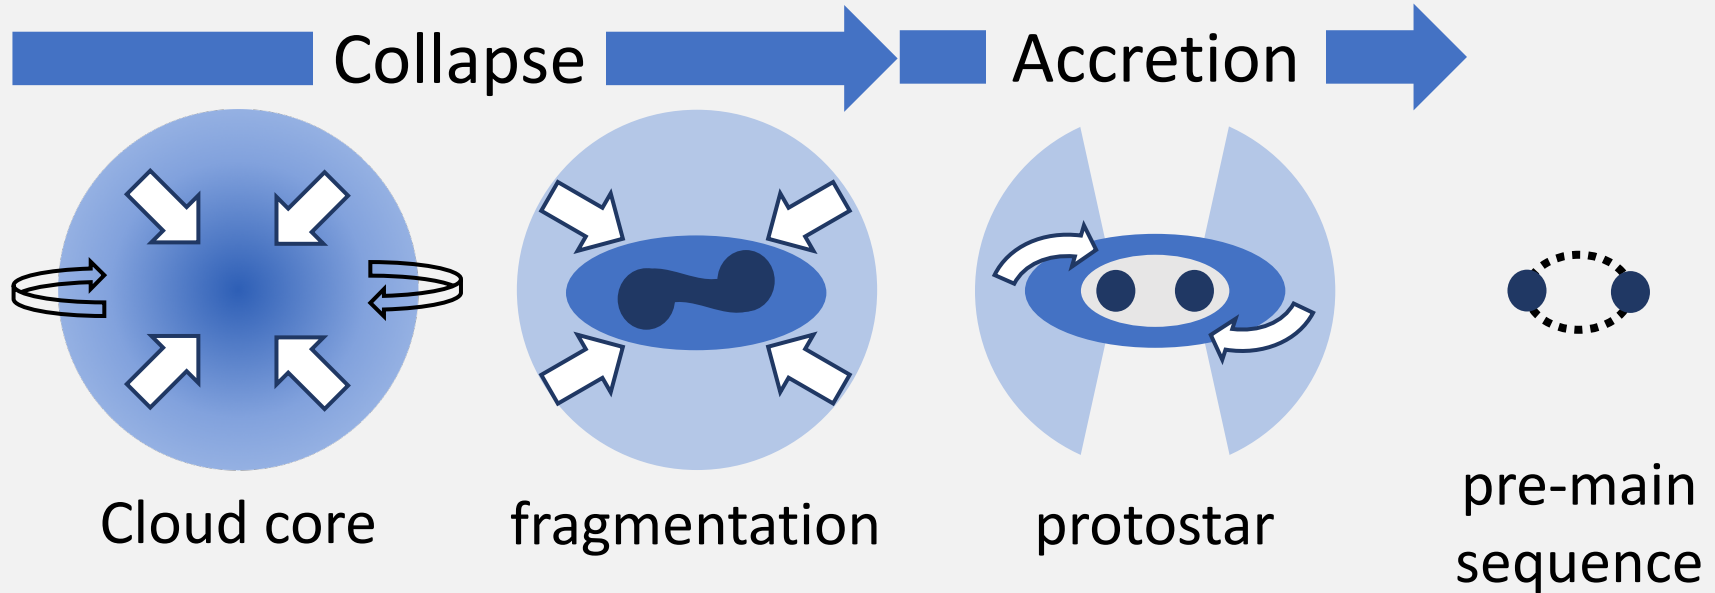 Collapse
Accretion
Cloud core
fragmentation
protostar
pre-main
sequence